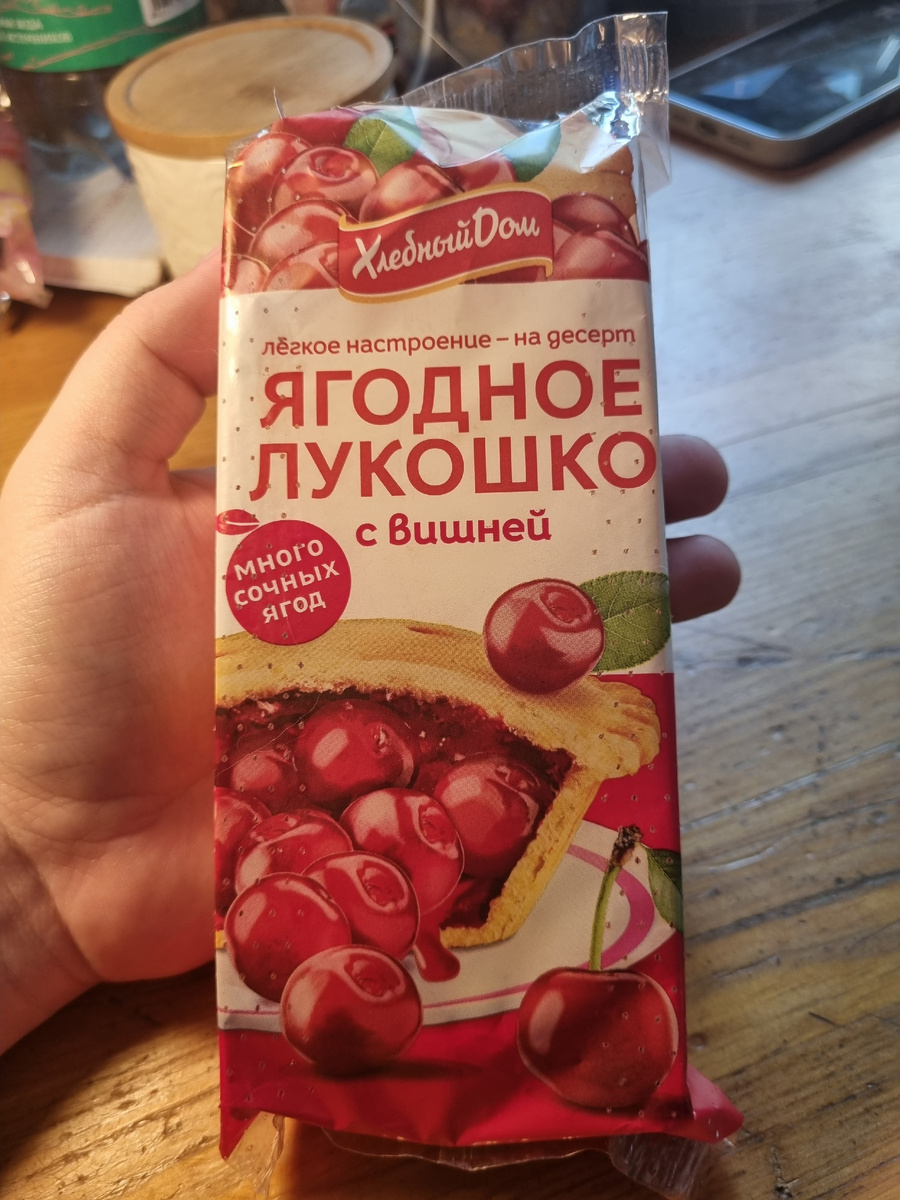 ХлебныйДом
лёгкое настроение – на десерт
ЯГОДНОЕ
ЛУКОШКО
с вишней
МНОГО
СОЧНЫХ
ЯГОД